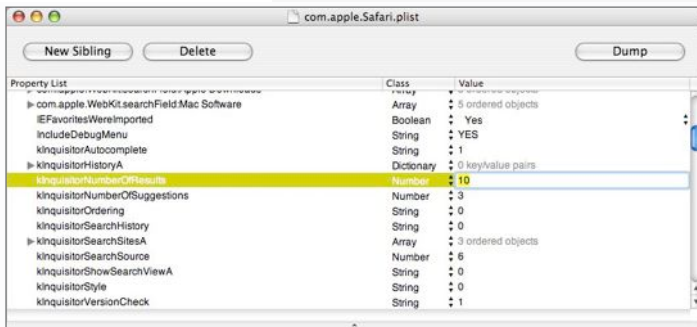 com.apple.Safari.plist
New Sibling Delete Dump
Property List Class Value
com.apple.WebKit.searchField:Mac Software Array 5 ordered objects
IEFavoritesWereImported Boolean Yes
IncludeDebugMenu String YES
kInquisitorAutocomplete String 1
kInquisitorHistoryA Dictionary 0 key/value pairs
kInquisitorNumberOfResults Number 10
kInquisitorNumberOfSuggestions Number 3
kInquisitorOrdering String 0
kInquisitorSearchHistory String 0
kInquisitorSearchSitesA Array 3 ordered objects
kInquisitorSearchSource Number 6
kInquisitorShowSearchViewA String 0
kInquisitorStyle String 0
kInquisitorVersionCheck String 1